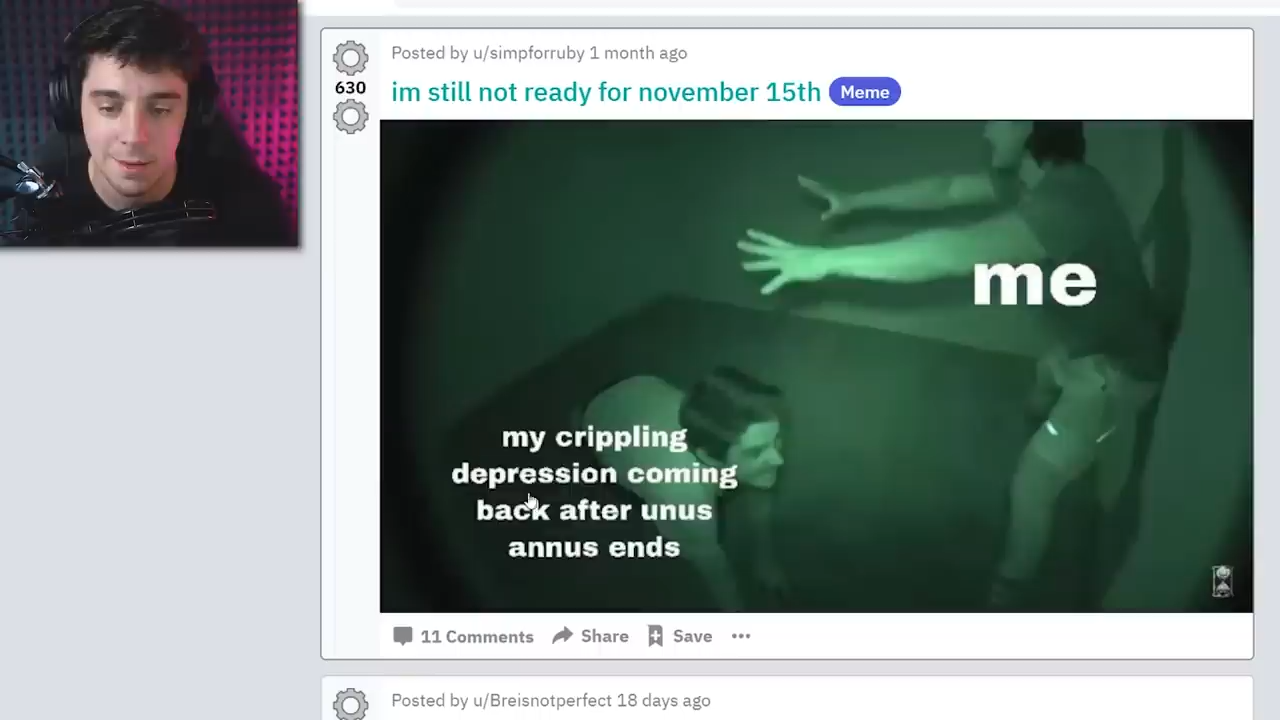 Posted by u/simpforruby 1 month ago
630
im still not ready for november 15th Meme
me
my crippling
depression coming
back after unus
annus ends
11 Comments Share Save
Posted by u/Breisnotperfect 18 days ago